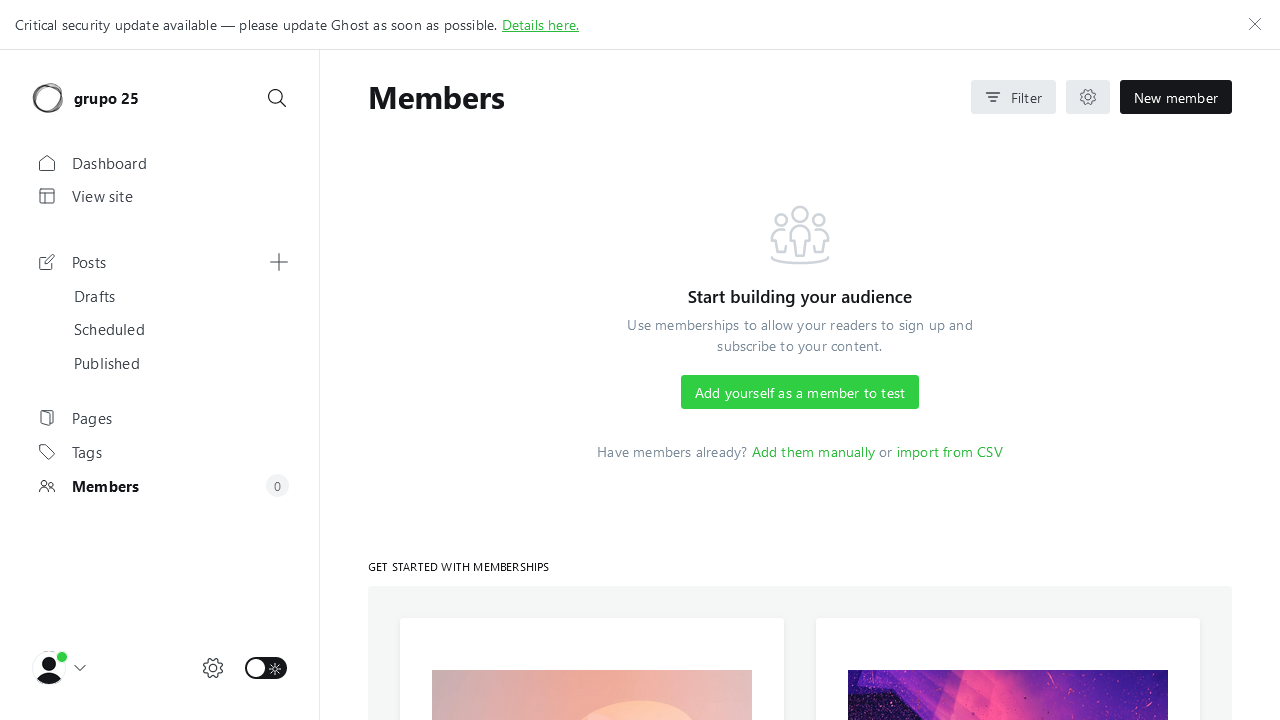 Critical security update available — please update Ghost as soon as possible. Details here.
grupo 25
Dashboard
View site
Posts
Drafts
Scheduled
Published
Pages
Tags
Members
0
Members
Filter
New member
Start building your audience
Use memberships to allow your readers to sign up and
subscribe to your content.
Add yourself as a member to test
Have members already? Add them manually or import from CSV
GET STARTED WITH MEMBERSHIPS